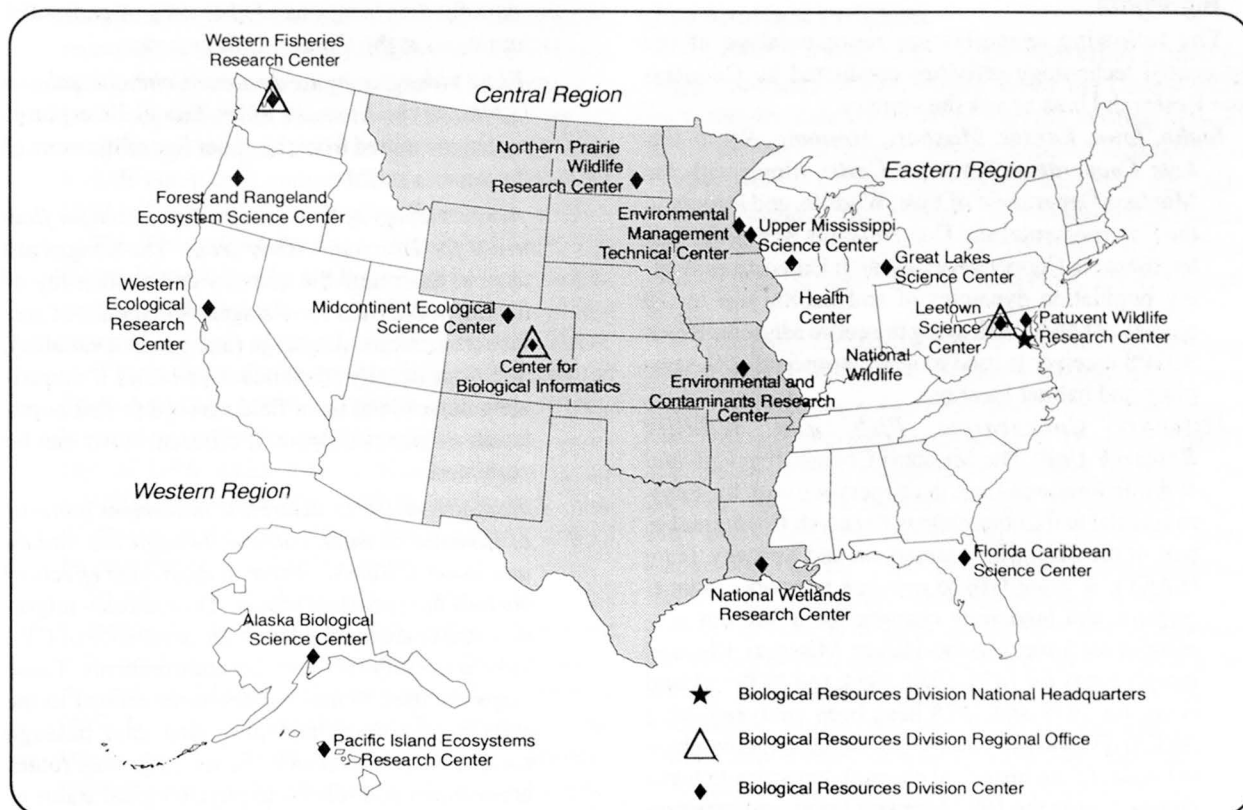 Western Fisheries
Research Center
Central Region
Northern Prairie
Wildlife
Research Center
Eastern Region
Forest and Rangeland
Ecosystem Science Center
Environmental
Management
Technical Center
Upper Mississippi
Science Center
Great Lakes
Science Center
Western
Ecological
Research
Center
Midcontinent Ecological
Science Center
Health
Center
Leetown
Science
Center
Patuxent Wildlife
Research Center
Center for
Biological Informatics
National
Wildlife
Environmental and
Contaminants Research
Center
Western Region
Florida Caribbean
Science Center
National Wetlands
Research Center
Alaska Biological
Science Center
Pacific Island Ecosystems
Research Center
Biological Resources Division National Headquarters
Biological Resources Division Regional Office
Biological Resources Division Center